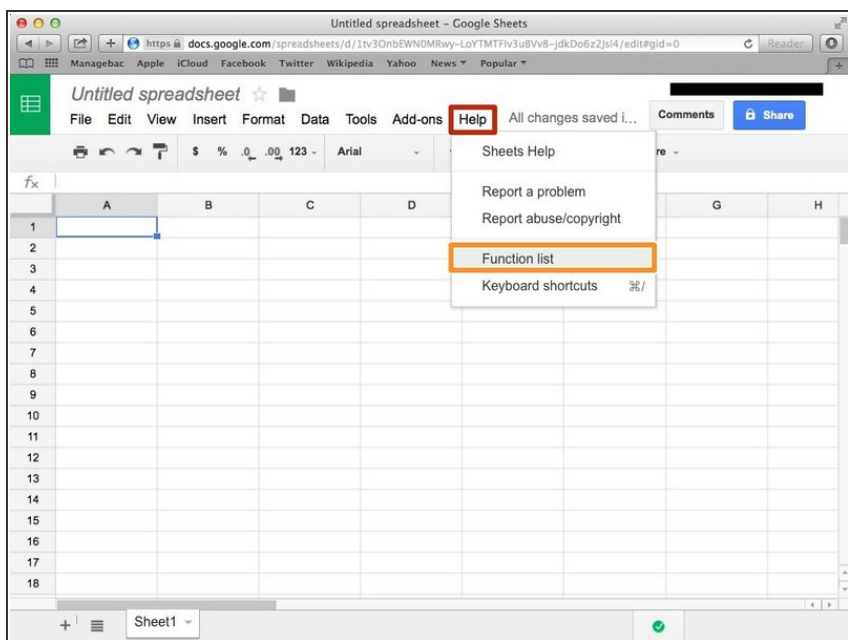 Untitled spreadsheet – Google Sheets
https docs.google.com/spreadsheets/d/1tv3OnbEWN0MRwy-LoYTMTFlv3uBVv8-jdkDo6z2Jsl4/edit#gid=0 Reader
Managebac Apple iCloud Facebook Twitter Wikipedia Yahoo News Popular
Untitled spreadsheet
File Edit View Insert Format Data Tools Add-ons Help All changes saved i... Comments Share
$ % .0 .00 123 Arial re
Sheets Help
Report a problem
Report abuse/copyright
Function list
Keyboard shortcuts ⌘/
fx
A B C D G H
1
2
3
4
5
6
7
8
9
10
11
12
13
14
15
16
17
18
+ Sheet1